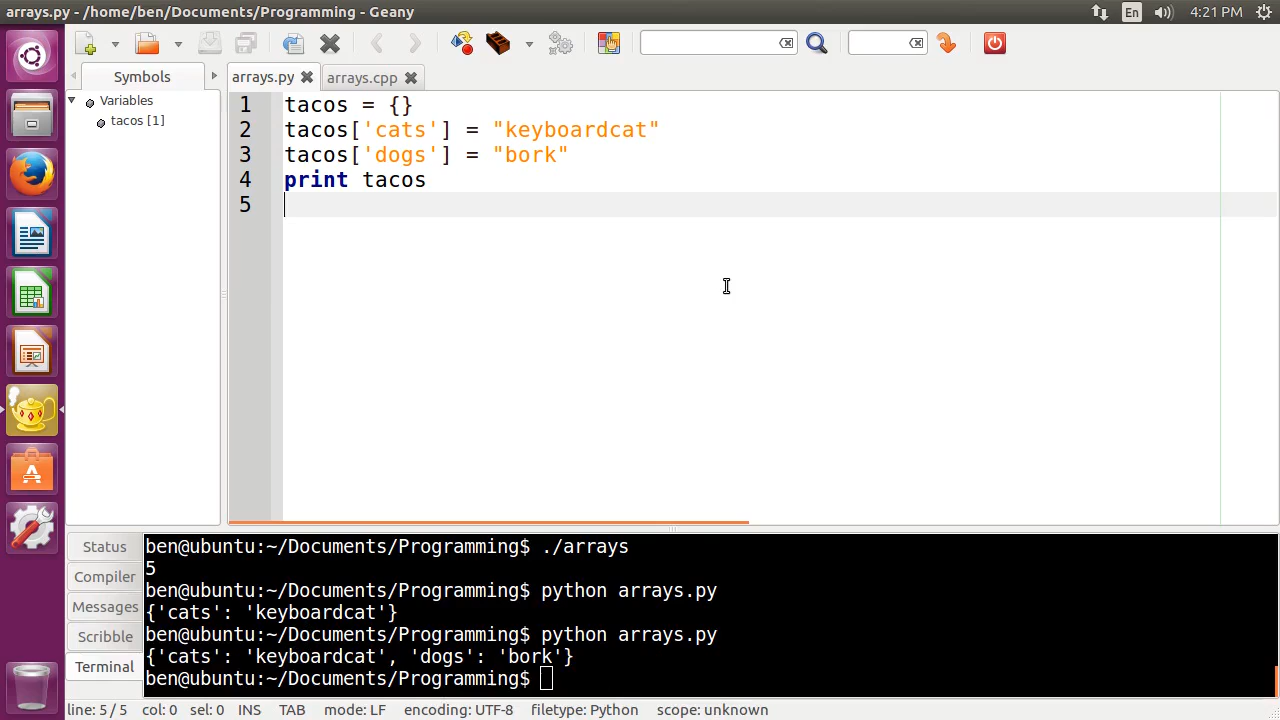 arrays.py - /home/ben/Documents/Programming - Geany
En
4:21 PM
Symbols
arrays.py
arrays.cpp
Variables
tacos [1]
1 tacos = {}
2 tacos['cats'] = "keyboardcat"
3 tacos['dogs'] = "bork"
4 print tacos
5
Status
Compiler
Messages
Scribble
Terminal
ben@ubuntu:~/Documents/Programming$ ./arrays
5
ben@ubuntu:~/Documents/Programming$ python arrays.py
{'cats': 'keyboardcat'}
ben@ubuntu:~/Documents/Programming$ python arrays.py
{'cats': 'keyboardcat', 'dogs': 'bork'}
ben@ubuntu:~/Documents/Programming$
line: 5 / 5 col: 0 sel: 0 INS TAB mode: LF encoding: UTF-8 filetype: Python scope: unknown